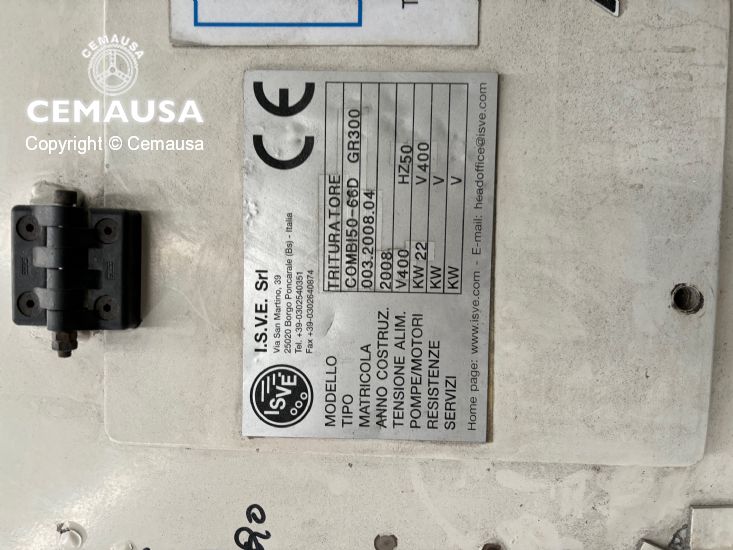 CEMAUSA
CEMAUSA
Copyright © Cemausa
CE
ISVE
I.S.V.E. Srl
Via San Martino, 39
25020 Borgo Poncarale (Bs) - Italia
Tel. +39-0302540351
Fax +39-0302640874
MODELLO TRITURATORE
TIPO COMBI50-66D GR300
MATRICOLA 003.2008.04
ANNO COSTRUZ. 2008
TENSIONE ALIM. V400 HZ50
POMPE/MOTORI KW 22 V 400
RESISTENZE KW V
SERVIZI KW V
Home page: www.isve.com - E-mail: headoffice@isve.com